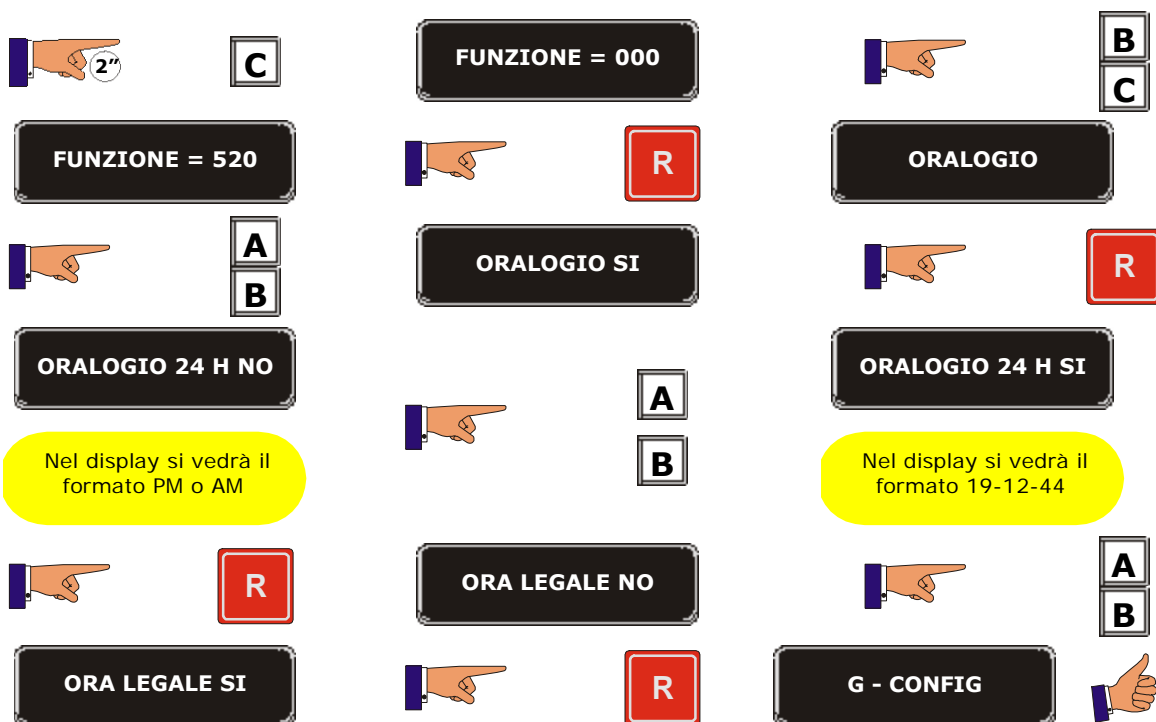 2"
C
FUNZIONE = 000
B
C
FUNZIONE = 520
R
ORALOGIO
A
B
ORALOGIO SI
R
ORALOGIO 24 H NO
A
B
ORALOGIO 24 H SI
Nel display si vedrà il
formato PM o AM
Nel display si vedrà il
formato 19-12-44
R
ORA LEGALE NO
A
B
ORA LEGALE SI
R
G - CONFIG